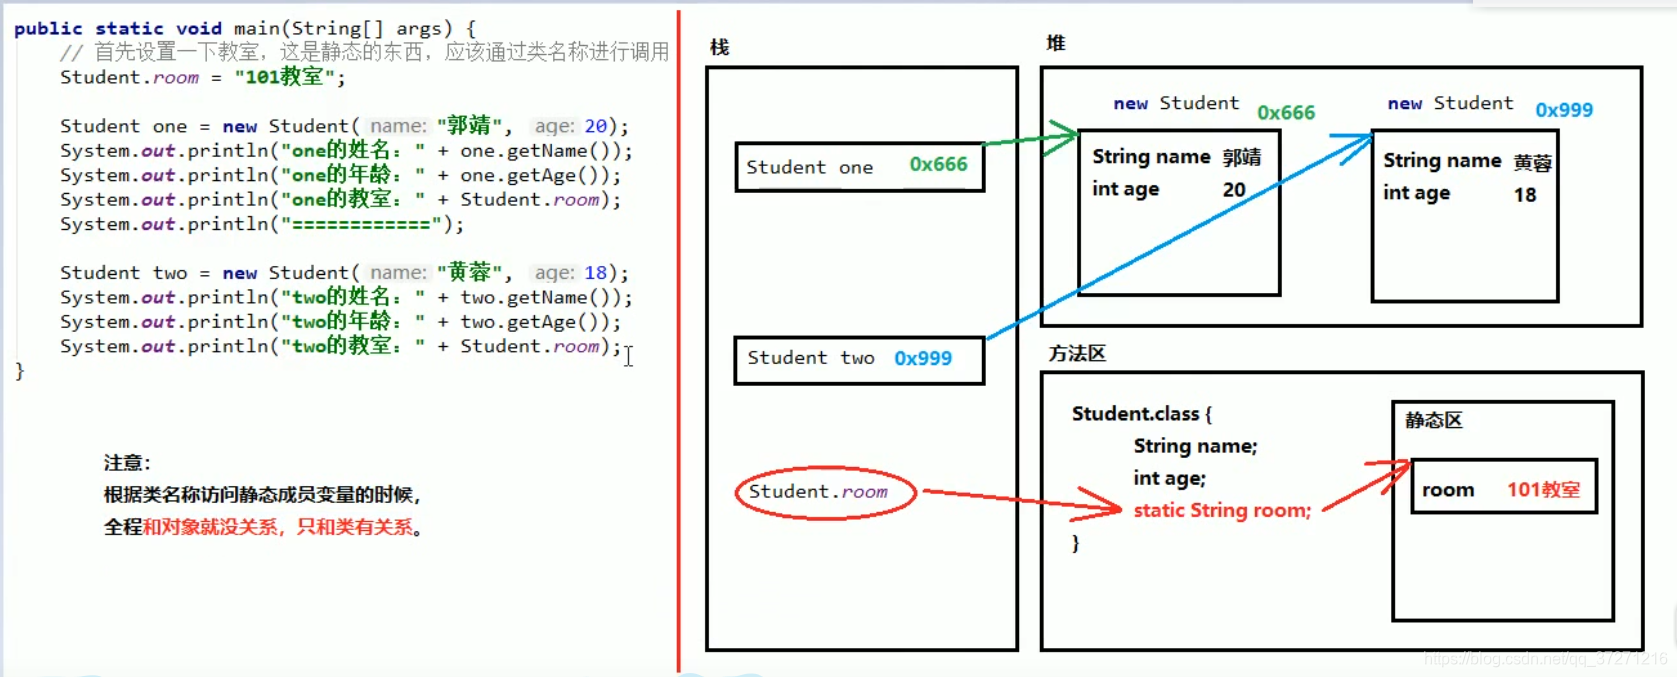 public static void main(String[] args) {
// 首先设置一下教室，这是静态的东西，应该通过类名称进行调用
Student.room = "101教室";
Student one = new Student( name: "郭靖", age: 20);
System.out.println("one的姓名：" + one.getName());
System.out.println("one的年龄：" + one.getAge());
System.out.println("one的教室：" + Student.room);
System.out.println("============");
Student two = new Student( name: "黄蓉", age: 18);
System.out.println("two的姓名：" + two.getName());
System.out.println("two的年龄：" + two.getAge());
System.out.println("two的教室：" + Student.room);
}
注意：
根据类名称访问静态成员变量的时候，
全程和对象就没关系，只和类有关系。
栈
Student one 0x666
Student two 0x999
Student.room
堆
new Student 0x666
String name 郭靖
int age 20
new Student 0x999
String name 黄蓉
int age 18
方法区
Student.class {
String name;
int age;
static String room;
}
静态区
room 101教室
https://blog.csdn.net/qq_37271216